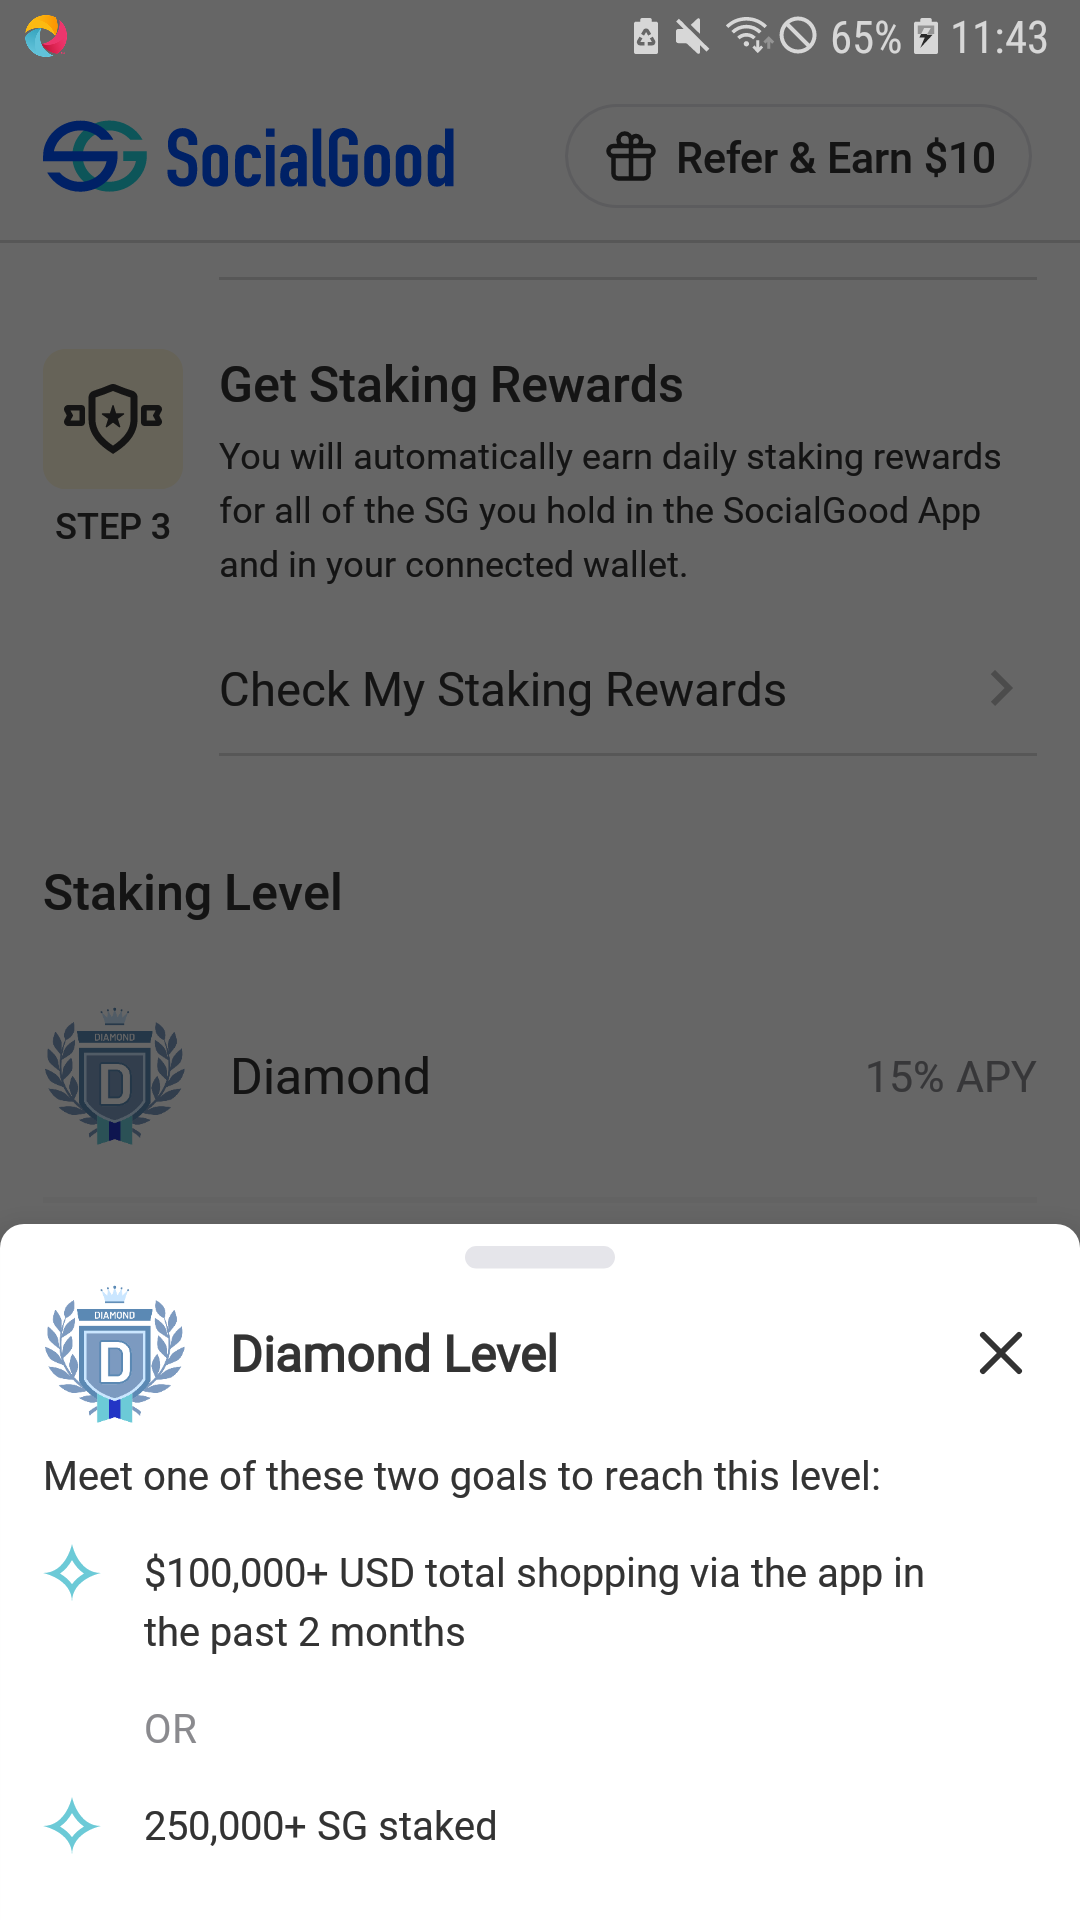 65% 11:43
SG SocialGood
Refer & Earn $10
Get Staking Rewards
You will automatically earn daily staking rewards
for all of the SG you hold in the SocialGood App
and in your connected wallet.
STEP 3
Check My Staking Rewards
Staking Level
DIAMOND
D
Diamond
15% APY
DIAMOND
D
Diamond Level
Meet one of these two goals to reach this level:
$100,000+ USD total shopping via the app in
the past 2 months
OR
250,000+ SG staked